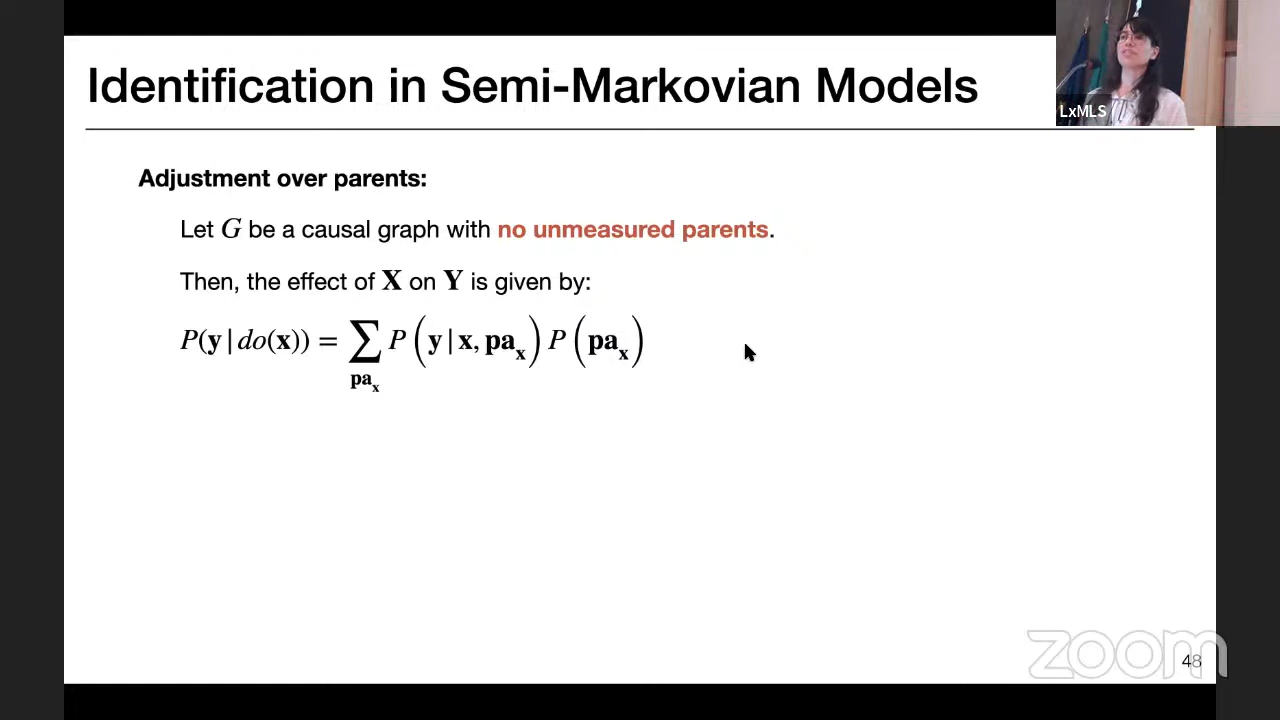 Identification in Semi-Markovian Models
LxMLS
Adjustment over parents:
Let G be a causal graph with no unmeasured parents.
Then, the effect of X on Y is given by:
P(y | do(x)) = ∑ P(y | x, pa_x) P(pa_x)
pa_x
zoom
48